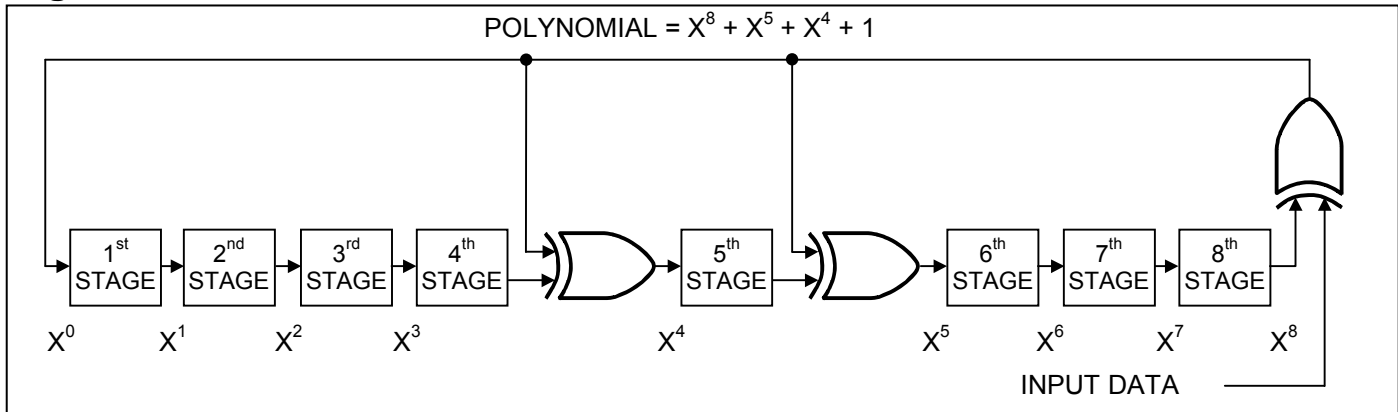 POLYNOMIAL = X⁸ + X⁵ + X⁴ + 1
1st STAGE
2nd STAGE
3rd STAGE
4th STAGE
5th STAGE
6th STAGE
7th STAGE
8th STAGE
X⁰ X¹ X² X³ X⁴ X⁵ X⁶ X⁷ X⁸
INPUT DATA